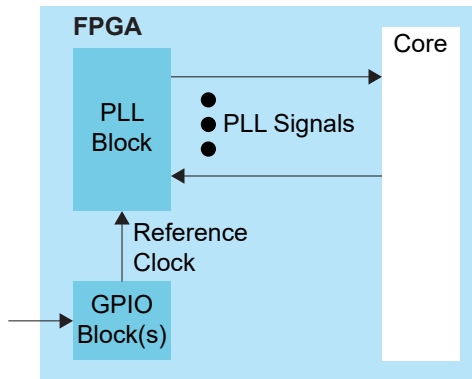 FPGA
Core
PLL
Block
PLL Signals
Reference
Clock
GPIO
Block(s)